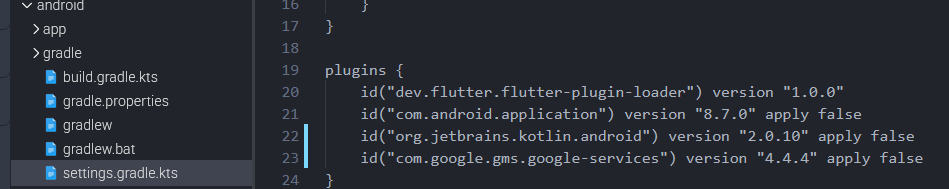 android
app
gradle
build.gradle.kts
gradle.properties
gradlew
gradlew.bat
settings.gradle.kts
16 }
17 }
18
19 plugins {
20 id("dev.flutter.flutter-plugin-loader") version "1.0.0"
21 id("com.android.application") version "8.7.0" apply false
22 id("org.jetbrains.kotlin.android") version "2.0.10" apply false
23 id("com.google.gms.google-services") version "4.4.4" apply false
24 }